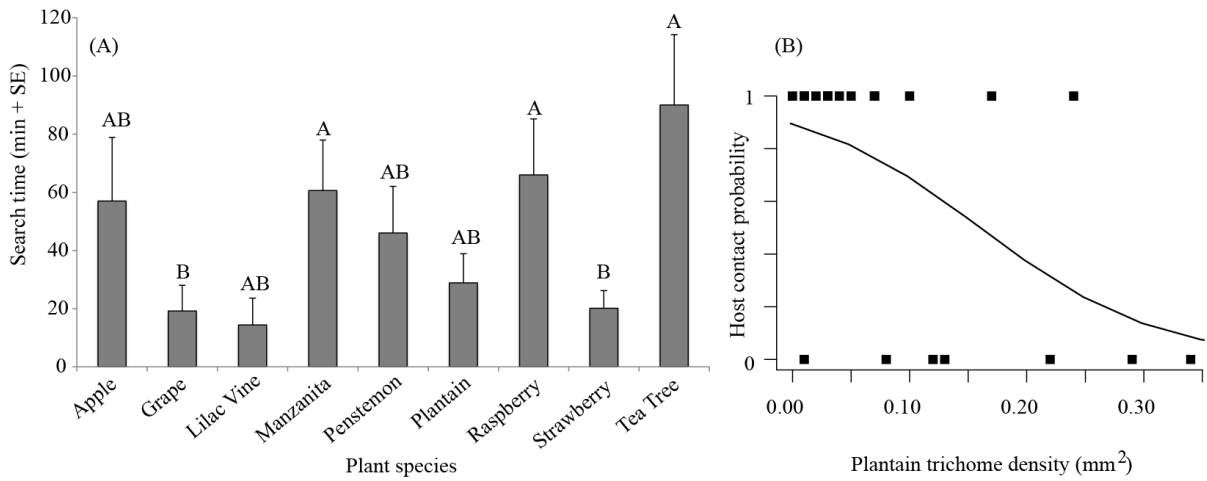 (A)
Search time (min + SE)
120
100
80
60
40
20
0
AB
B
AB
A
AB
AB
A
B
A
Apple
Grape
Lilac Vine
Manzanita
Penstemon
Plantain
Raspberry
Strawberry
Tea Tree
Plant species
(B)
Host contact probability
1
0
0.00
0.10
0.20
0.30
Plantain trichome density (mm²)